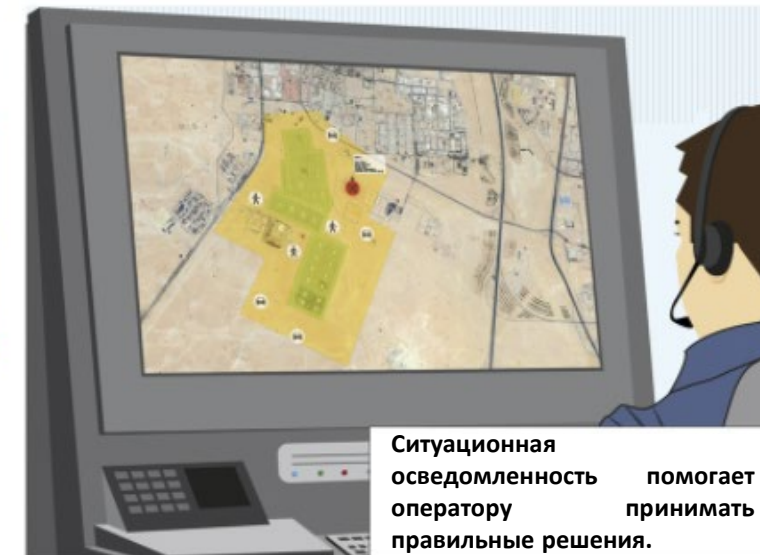 Ситуационная
осведомленность помогает
оператору принимать
правильные решения.